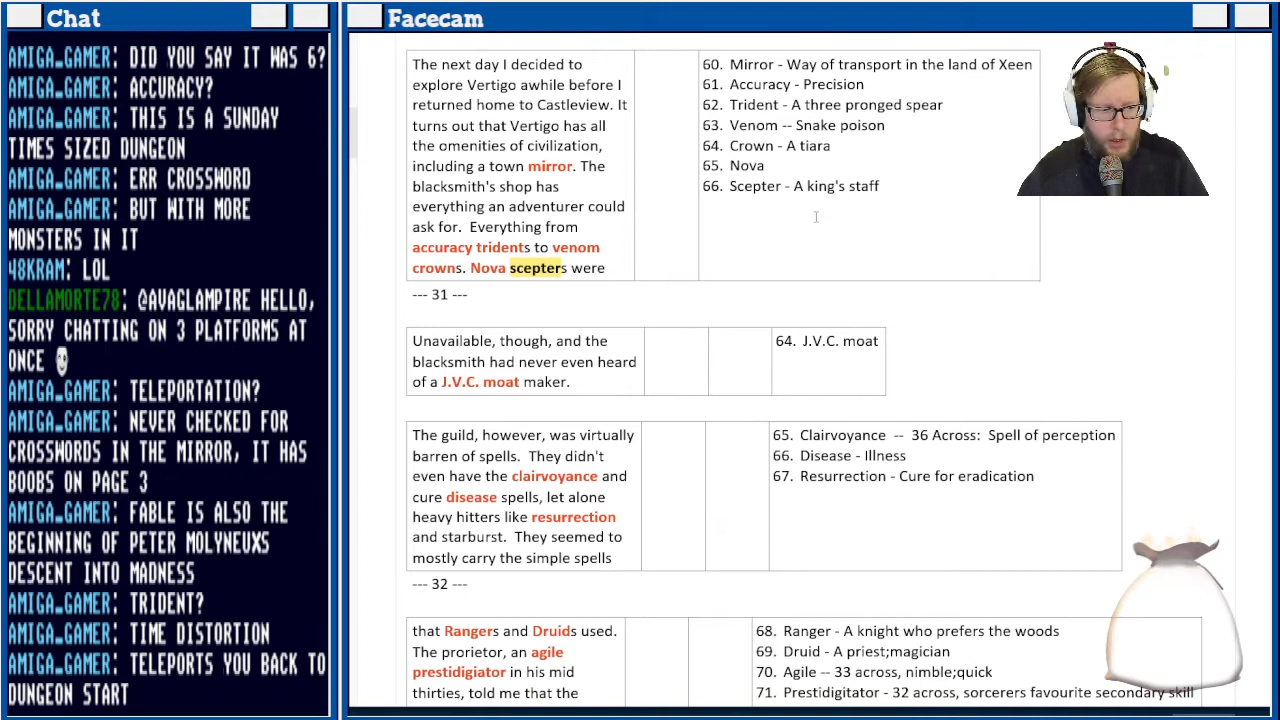 Chat
AMIGA_GAMER: DID YOU SAY IT WAS 6?
AMIGA_GAMER: ACCURACY?
AMIGA_GAMER: THIS IS A SUNDAY
TIMES SIZED DUNGEON
AMIGA_GAMER: ERR CROSSWORD
AMIGA_GAMER: BUT WITH MORE
MONSTERS IN IT
48KRAM: LOL
DELLAMORTE78: @AVAGLAMPIRE HELLO,
SORRY CHATTING ON 3 PLATFORMS AT
ONCE
AMIGA_GAMER: TELEPORTATION?
AMIGA_GAMER: NEVER CHECKED FOR
CROSSWORDS IN THE MIRROR, IT HAS
BOOBS ON PAGE 3
AMIGA_GAMER: FABLE IS ALSO THE
BEGINNING OF PETER MOLYNEUXS
DESCENT INTO MADNESS
AMIGA_GAMER: TRIDENT?
AMIGA_GAMER: TIME DISTORTION
AMIGA_GAMER: TELEPORTS YOU BACK TO
DUNGEON START
Facecam
The next day I decided to
explore Vertigo awhile before I
returned home to Castleview. It
turns out that Vertigo has all
the omenities of civilization,
including a town mirror. The
blacksmith's shop has
everything an adventurer could
ask for. Everything from
accuracy tridents to venom
crowns. Nova scepters were
60. Mirror - Way of transport in the land of Xeen
61. Accuracy - Precision
62. Trident - A three pronged spear
63. Venom -- Snake poison
64. Crown - A tiara
65. Nova
66. Scepter - A king's staff
--- 31 ---
Unavailable, though, and the
blacksmith had never even heard
of a J.V.C. moat maker.
64. J.V.C. moat
The guild, however, was virtually
barren of spells. They didn't
even have the clairvoyance and
cure disease spells, let alone
heavy hitters like resurrection
and starburst. They seemed to
mostly carry the simple spells
65. Clairvoyance -- 36 Across: Spell of perception
66. Disease - Illness
67. Resurrection - Cure for eradication
--- 32 ---
that Rangers and Druids used.
The prorietor, an agile
prestidigiator in his mid
thirties, told me that the
68. Ranger - A knight who prefers the woods
69. Druid - A priest;magician
70. Agile -- 33 across, nimble;quick
71. Prestidigitator - 32 across, sorcerers favourite secondary skill